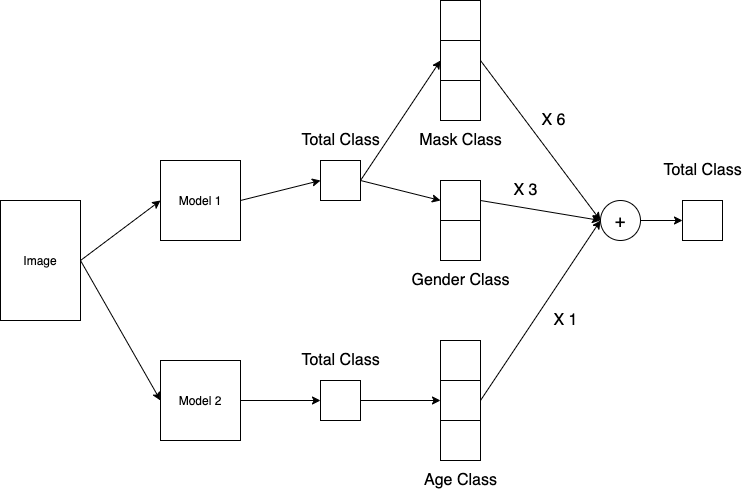 Mask Class
X 6
Total Class
Total Class
Model 1
X 3
+
Image
Gender Class
X 1
Total Class
Model 2
Age Class